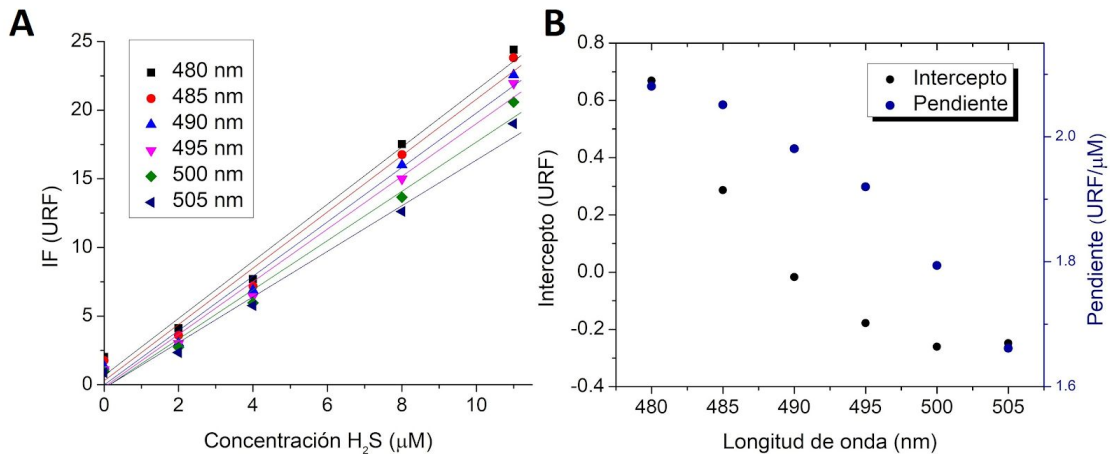 A
IF (URF)
25
20
15
10
5
0
480 nm
485 nm
490 nm
495 nm
500 nm
505 nm
0 2 4 6 8 10
Concentración H₂S (μM)
B
Intercepto (URF)
0.8
0.6
0.4
0.2
0.0
-0.2
-0.4
Intercepto
Pendiente
2.0
1.8
1.6
Pendiente (URF/μM)
480 485 490 495 500 505
Longitud de onda (nm)